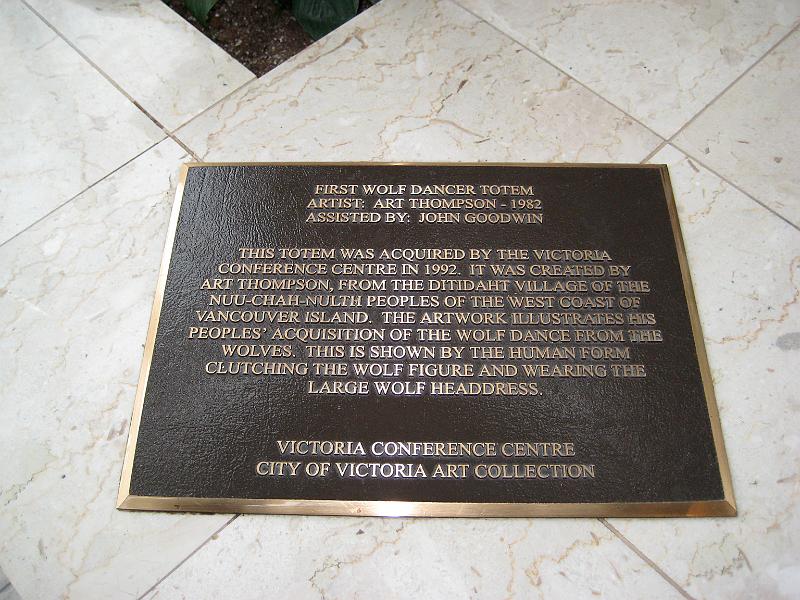 FIRST WOLF DANCER TOTEM
ARTIST: ART THOMPSON - 1982
ASSISTED BY: JOHN GOODWIN
THIS TOTEM WAS ACQUIRED BY THE VICTORIA
CONFERENCE CENTRE IN 1992. IT WAS CREATED BY
ART THOMPSON, FROM THE DITIDAHT VILLAGE OF THE
NUU-CHAH-NULTH PEOPLES OF THE WEST COAST OF
VANCOUVER ISLAND. THE ARTWORK ILLUSTRATES HIS
PEOPLES' ACQUISITION OF THE WOLF DANCE FROM THE
WOLVES. THIS IS SHOWN BY THE HUMAN FORM
CLUTCHING THE WOLF FIGURE AND WEARING THE
LARGE WOLF HEADDRESS.
VICTORIA CONFERENCE CENTRE
CITY OF VICTORIA ART COLLECTION